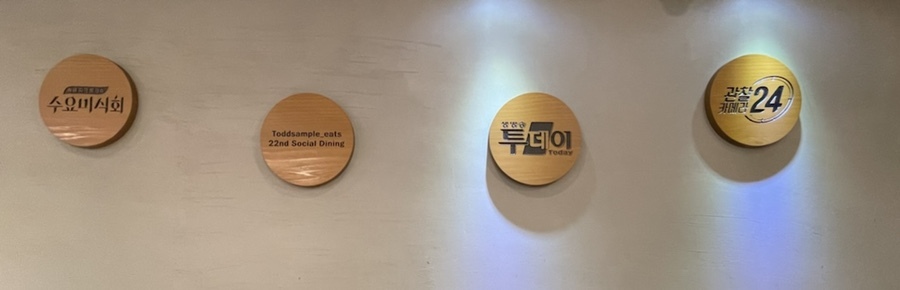 수요미식회
Toddsample_eats
22nd Social Dining
생방송
투데이
Today
관찰
카메라 24